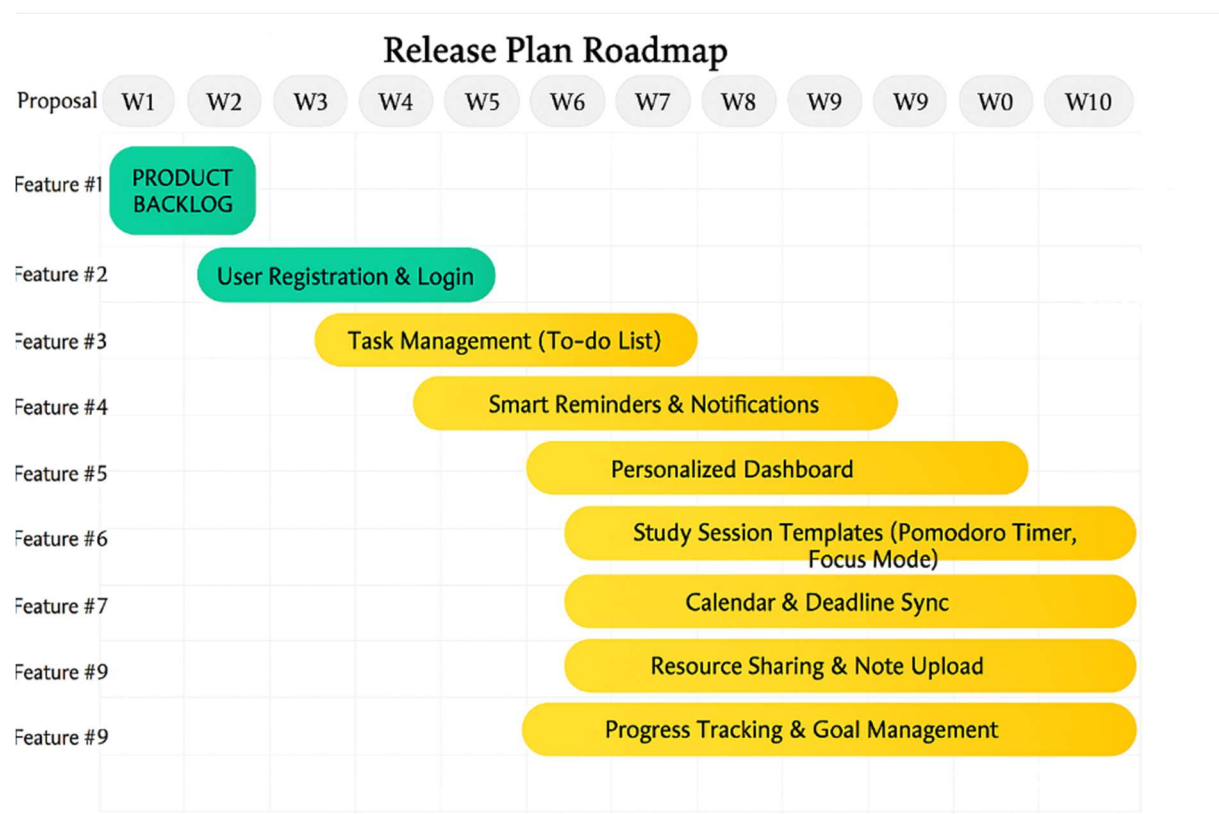 Release Plan Roadmap
Proposal W1 W2 W3 W4 W5 W6 W7 W8 W9 W9 W0 W10
Feature #1
PRODUCT
BACKLOG
Feature #2 User Registration & Login
Feature #3 Task Management (To-do List)
Feature #4 Smart Reminders & Notifications
Feature #5 Personalized Dashboard
Feature #6 Study Session Templates (Pomodoro Timer,
Focus Mode)
Feature #7 Calendar & Deadline Sync
Feature #9 Resource Sharing & Note Upload
Feature #9 Progress Tracking & Goal Management